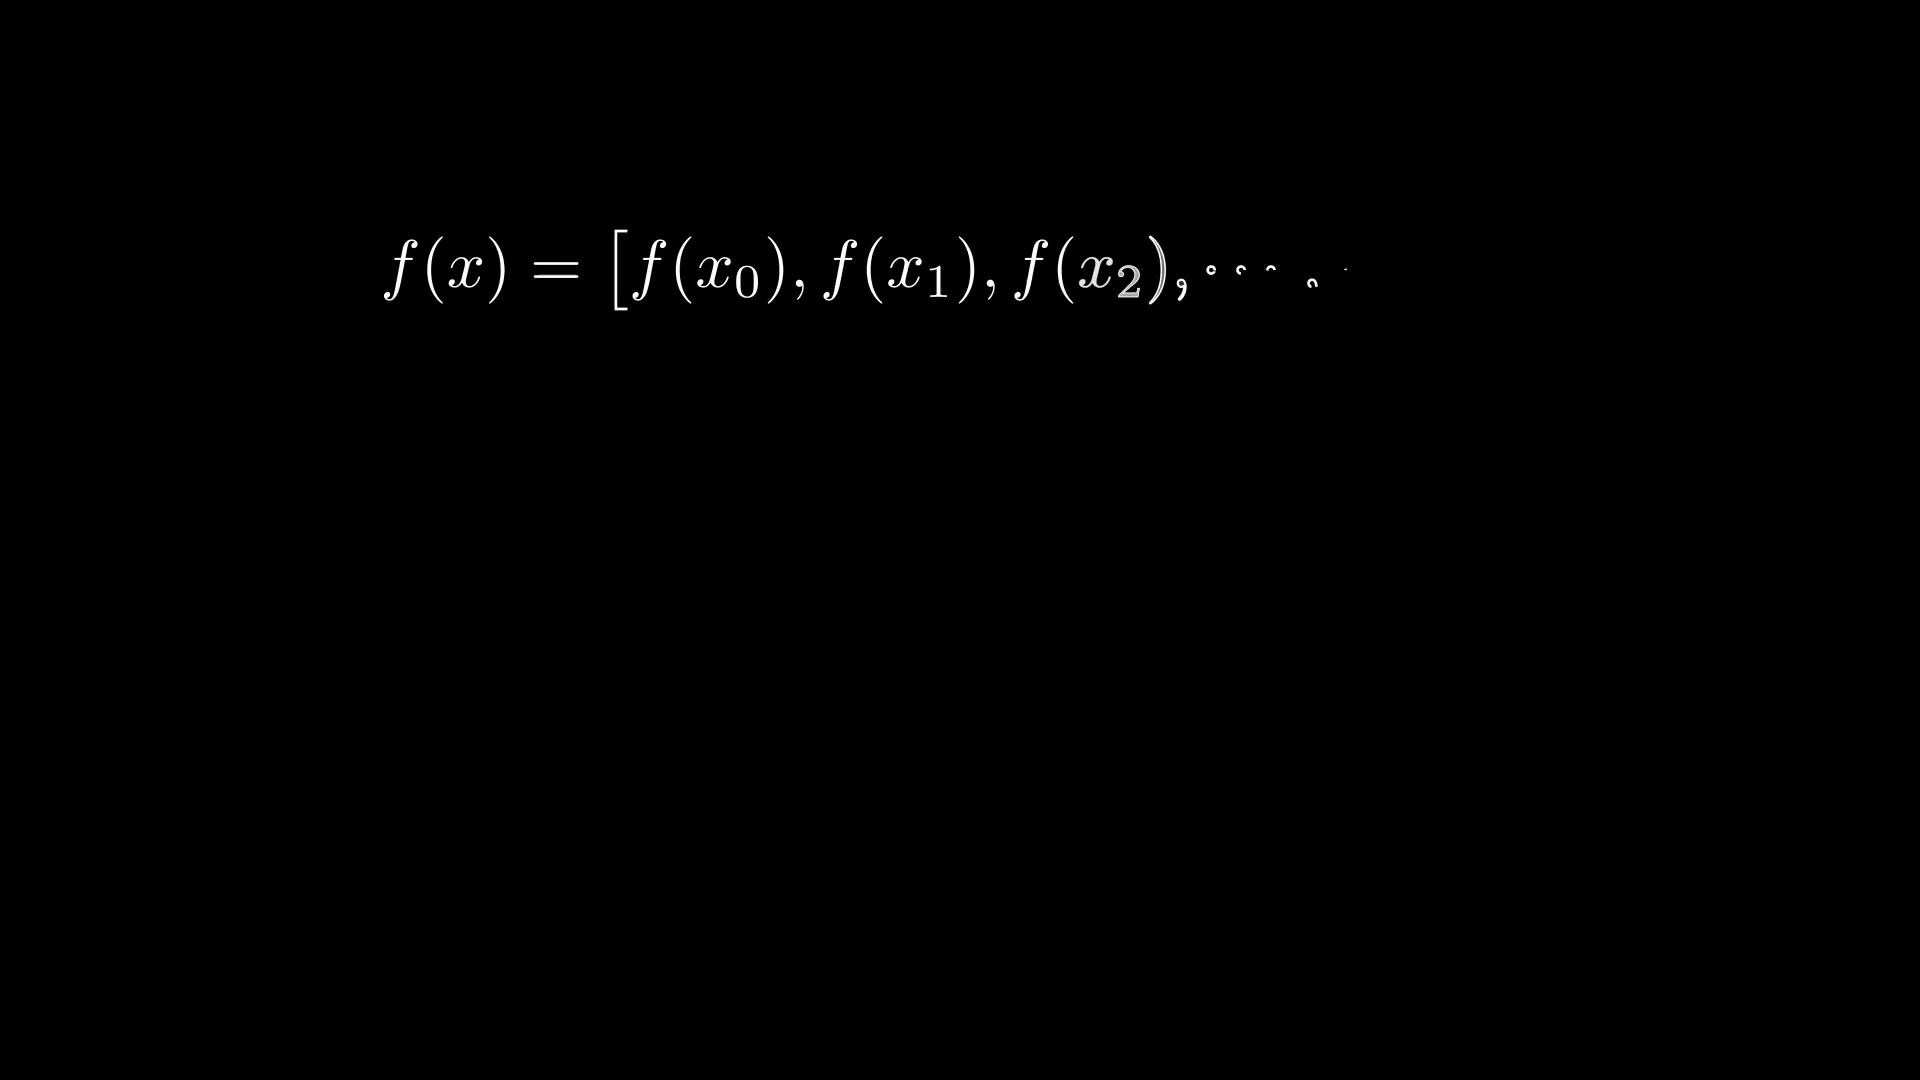 f(x) = [f(x₀), f(x₁), f(x₂), ⋯ ,